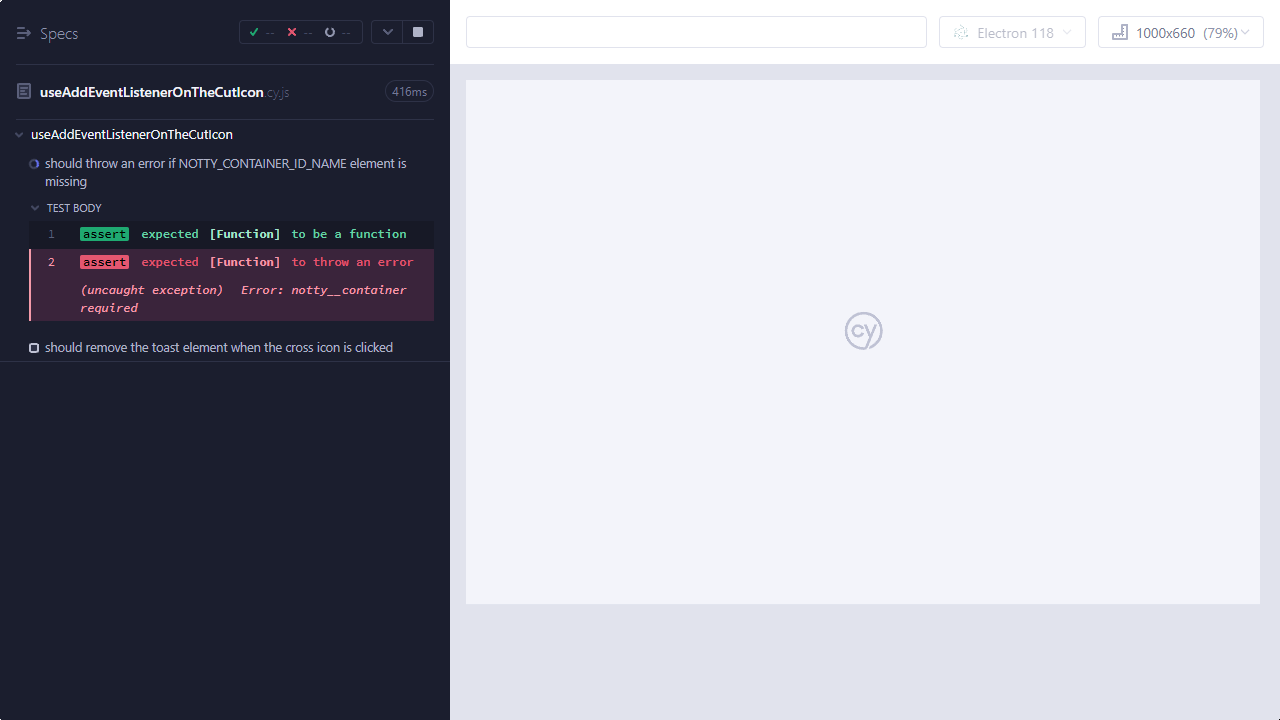 Specs
-- -- --
useAddEventListenerOnTheCutIcon.cy.js 416ms
useAddEventListenerOnTheCutIcon
should throw an error if NOTTY_CONTAINER_ID_NAME element is
missing
TEST BODY
1 assert expected [Function] to be a function
2 assert expected [Function] to throw an error
(uncaught exception) Error: notty__container
required
should remove the toast element when the cross icon is clicked
Electron 118
1000x660 (79%)
cy